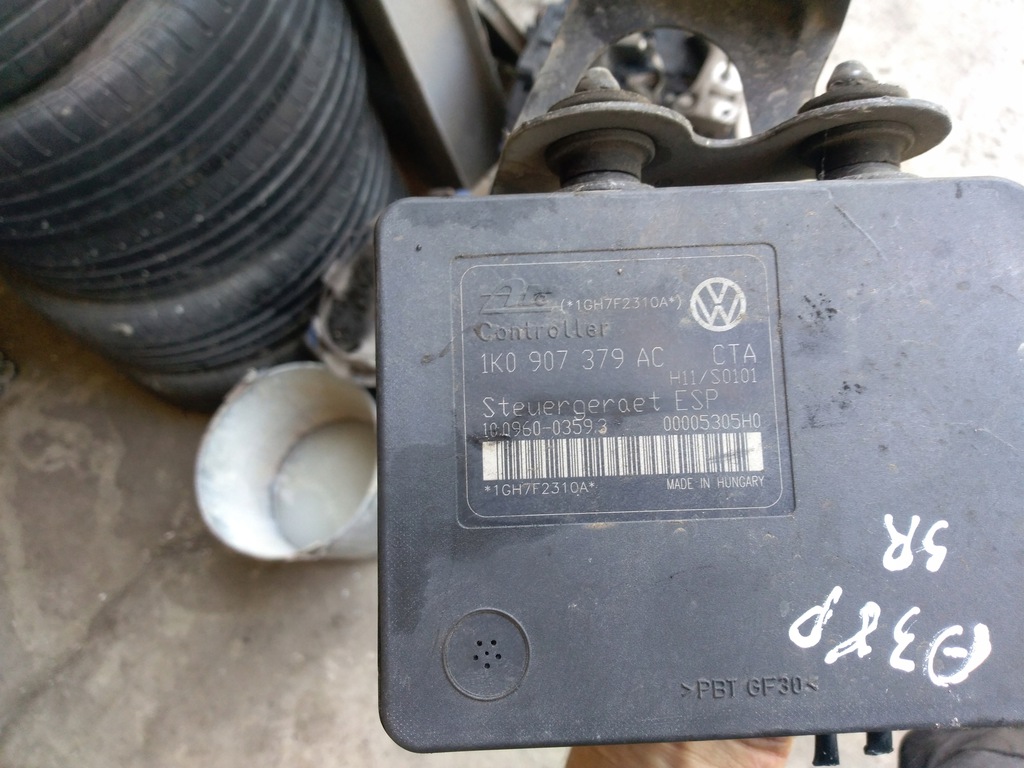 Ate (*1GH7F2310A*)
Controller
1K0 907 379 AC CTA
H11/S0101
Steuergeraet ESP
10.0960-0359.3 00005305H0
*1GH7F2310A* MADE IN HUNGARY
>PBT GF30<